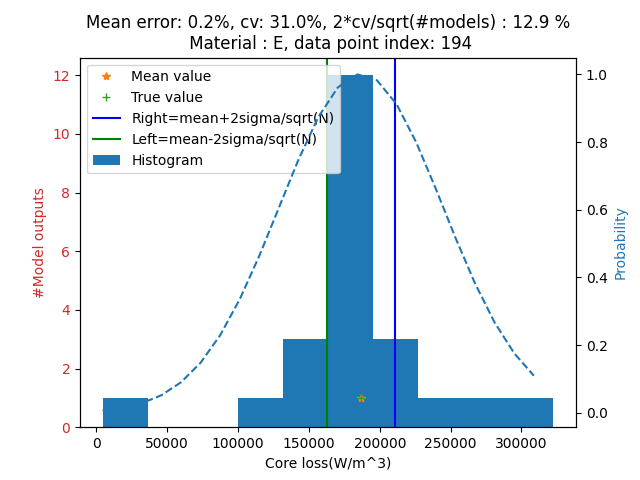 Mean error: 0.2%, cv: 31.0%, 2*cv/sqrt(#models) : 12.9 %
Material : E, data point index: 194
Mean value
True value
Right=mean+2sigma/sqrt(N)
Left=mean-2sigma/sqrt(N)
Histogram
12
10
8
6
4
2
0
#Model outputs
1.0
0.8
0.6
0.4
0.2
0.0
Probability
0 50000 100000 150000 200000 250000 300000
Core loss(W/m^3)